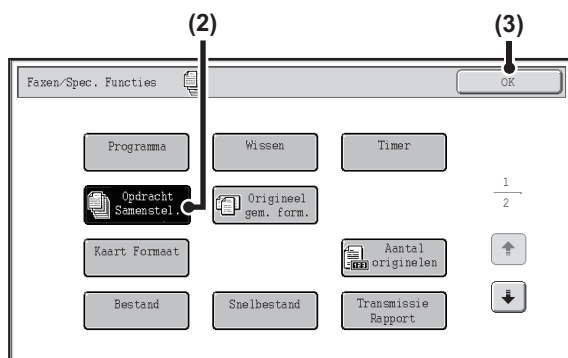 (2) (3)
Faxen/Spec. Functies OK
Programma Wissen Timer
Opdracht
Samenstel.
Origineel
gem. form.
1
2
Kaart Formaat
Aantal
originelen
Bestand Snelbestand
Transmissie
Rapport